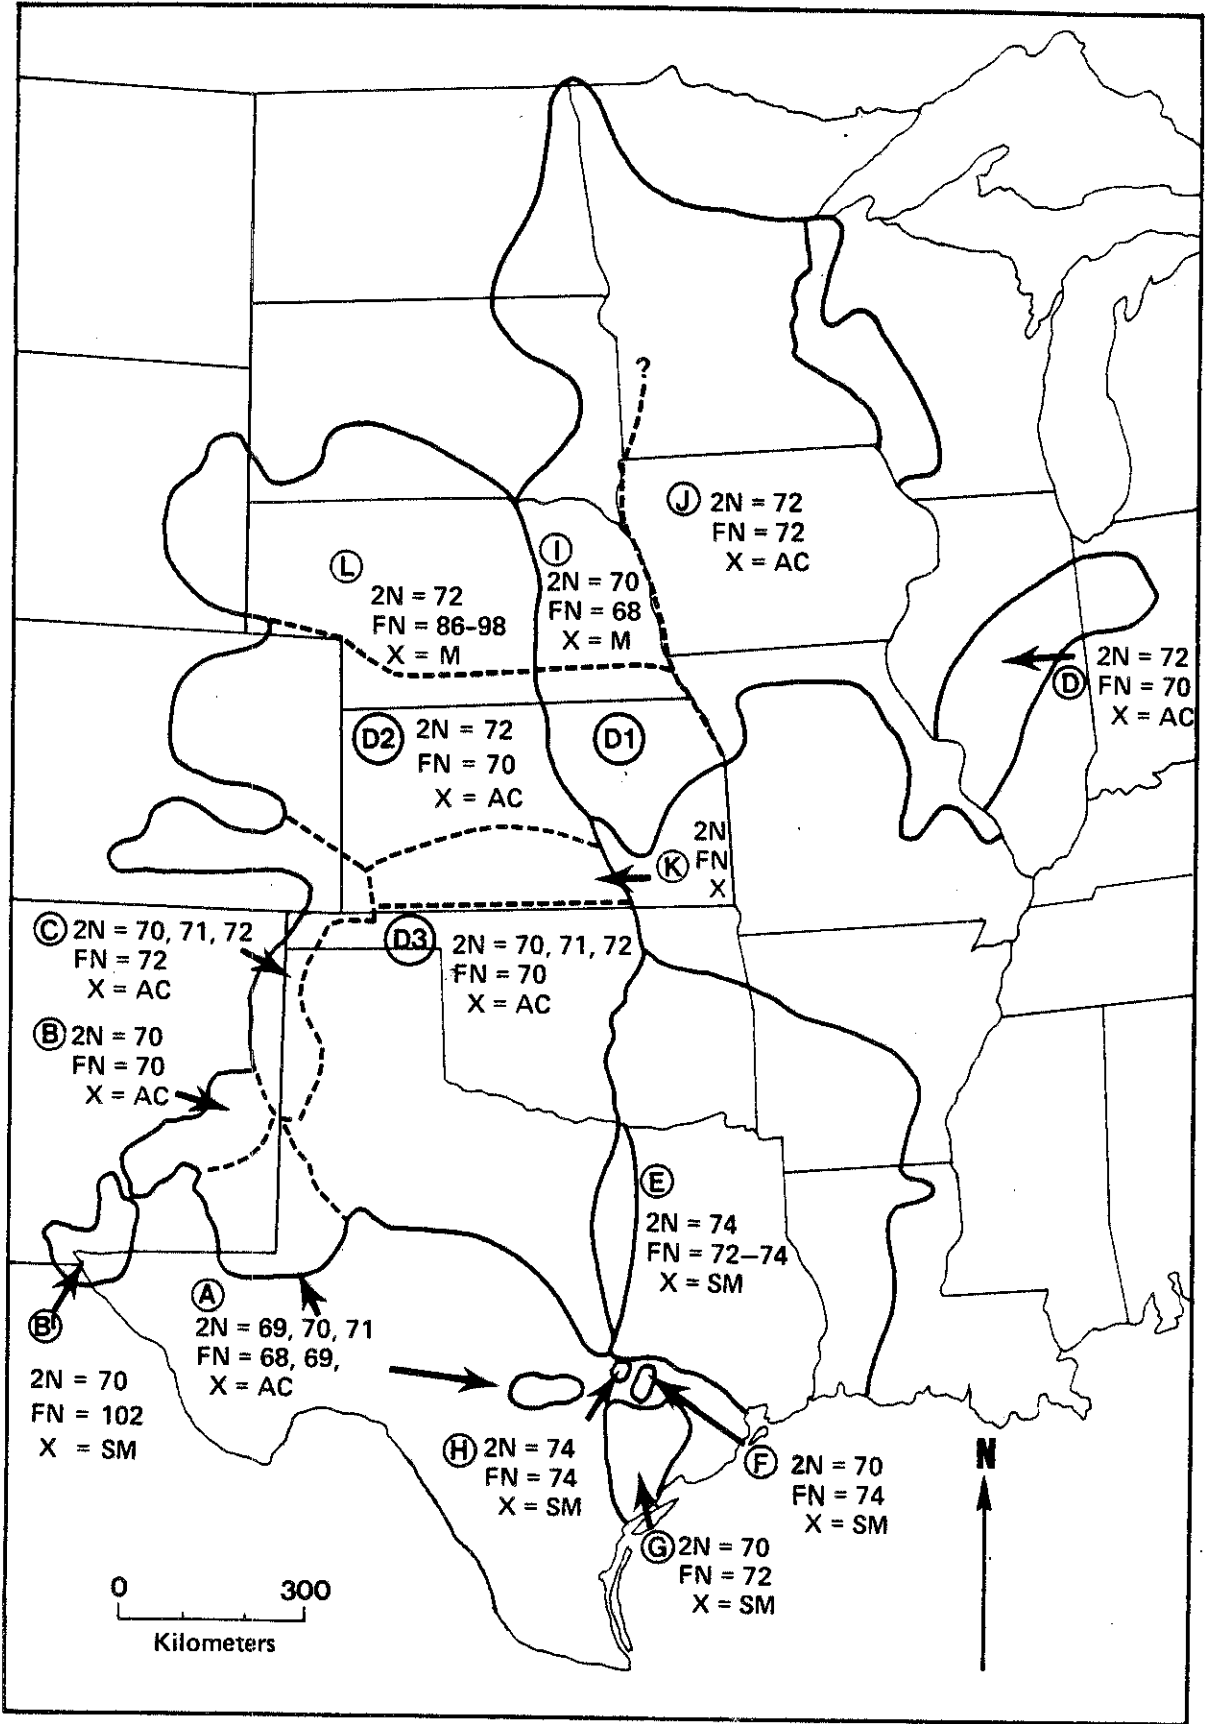 ?
J 2N = 72
FN = 72
X = AC
I
2N = 70
FN = 68
X = M
L
2N = 72
FN = 86-98
X = M
2N = 72
D FN = 70
X = AC
D2 2N = 72
FN = 70
X = AC
D1
2N
K FN
X
C 2N = 70, 71, 72
FN = 72
X = AC
D3 2N = 70, 71, 72
FN = 70
X = AC
B 2N = 70
FN = 70
X = AC
E
2N = 74
FN = 72–74
X = SM
A
2N = 69, 70, 71
FN = 68, 69,
X = AC
B'
2N = 70
FN = 102
X = SM
H 2N = 74
FN = 74
X = SM
F 2N = 70
FN = 74
X = SM
G 2N = 70
FN = 72
X = SM
N
0 300
Kilometers